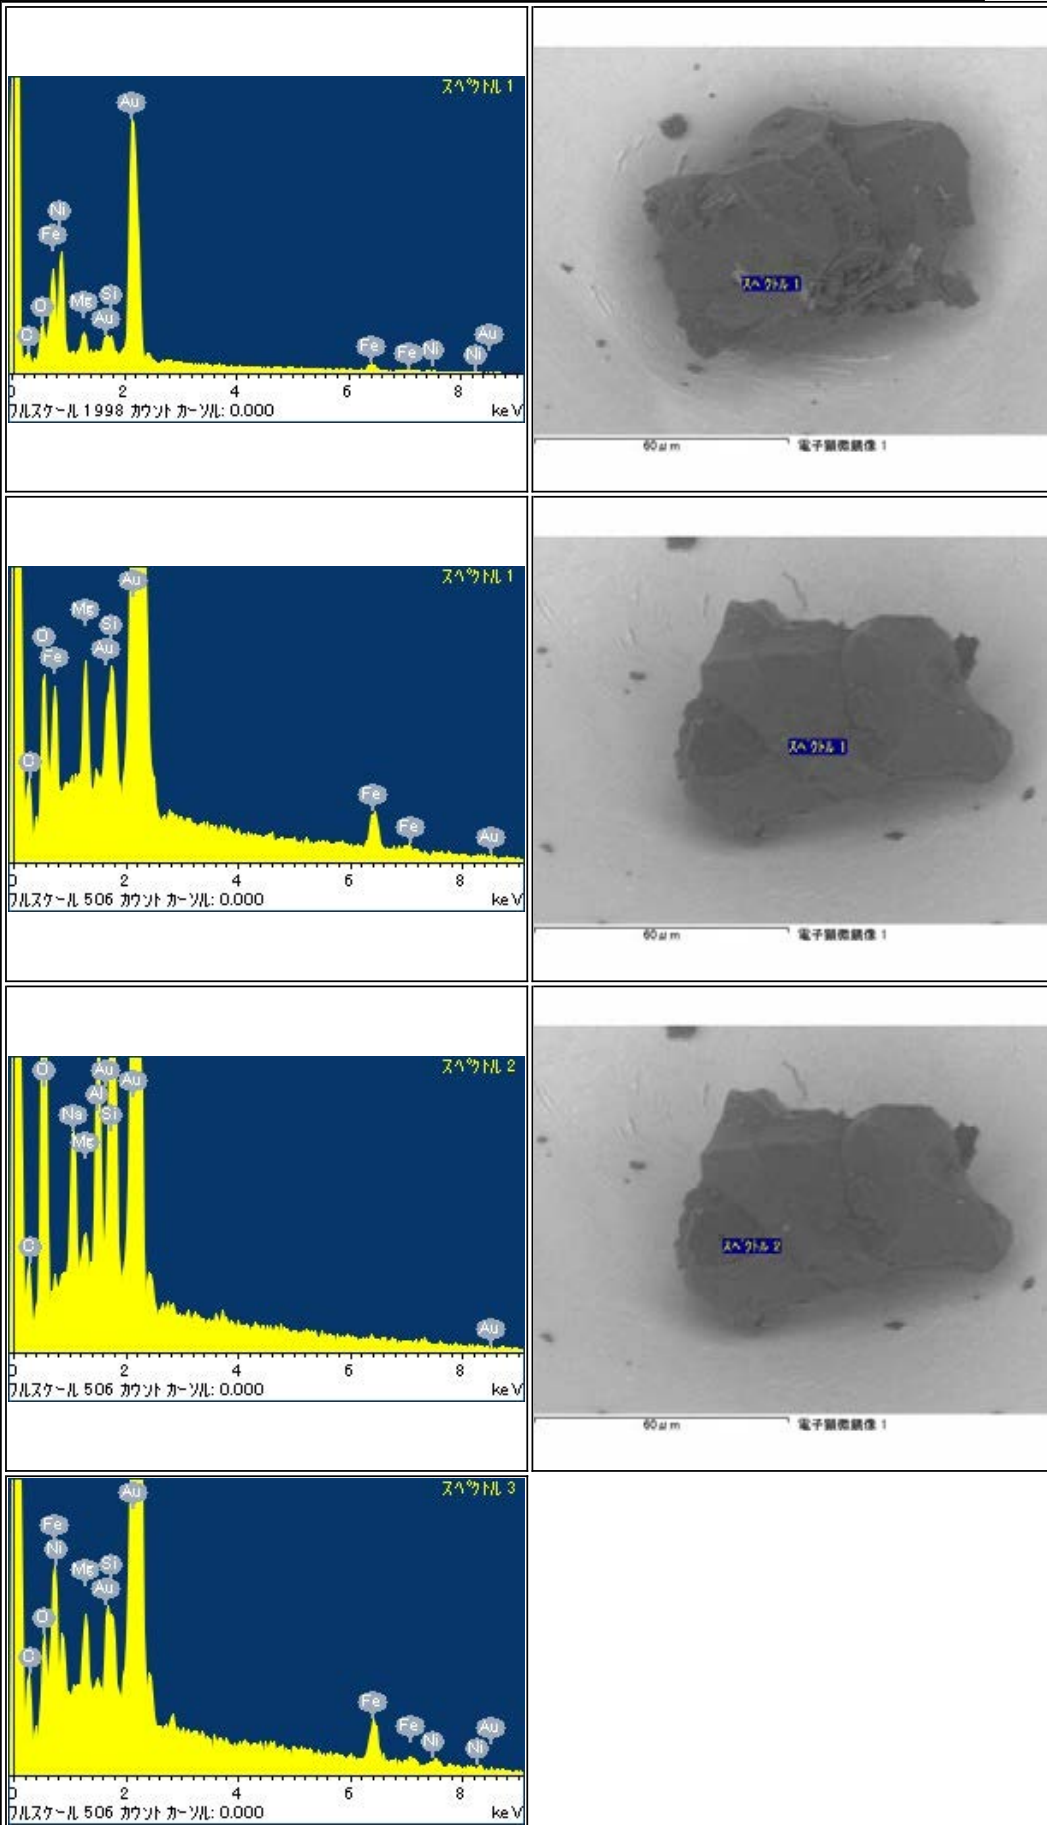 スペクトル 1
Au
Ni
Fe
O
C
Mg
Si
Au
Fe
Fe
Ni
Ni
Au
0 2 4 6 8
フルスケール 1998 カウント カーソル: 0.000 keV
スペクトル 1
60μm 電子顕微鏡像 1
スペクトル 1
Au
Mg
O
Fe
Si
Au
C
Fe
Fe
Au
0 2 4 6 8
フルスケール 506 カウント カーソル: 0.000 keV
スペクトル 1
60μm 電子顕微鏡像 1
スペクトル 2
O
Au
Au
Al
Na
Si
Mg
C
Au
0 2 4 6 8
フルスケール 506 カウント カーソル: 0.000 keV
スペクトル 2
60μm 電子顕微鏡像 1
スペクトル 3
Au
Fe
Ni
Mg
Si
Au
O
C
Fe
Fe
Ni
Ni
Au
0 2 4 6 8
フルスケール 506 カウント カーソル: 0.000 keV